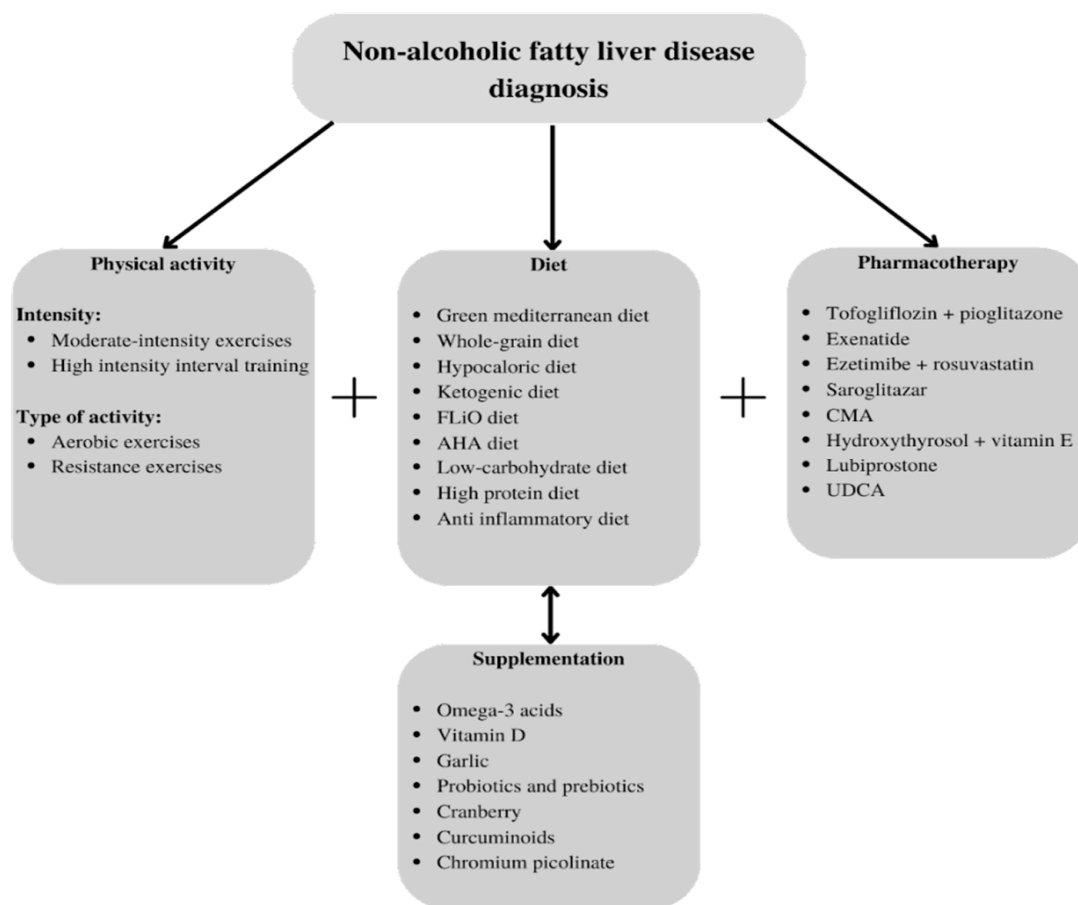 Non-alcoholic fatty liver disease
diagnosis
Physical activity
Intensity:
• Moderate-intensity exercises
• High intensity interval training
Type of activity:
• Aerobic exercises
• Resistance exercises
+
Diet
• Green mediterranean diet
• Whole-grain diet
• Hypocaloric diet
• Ketogenic diet
• FLiO diet
• AHA diet
• Low-carbohydrate diet
• High protein diet
• Anti inflammatory diet
+
Pharmacotherapy
• Tofogliflozin + pioglitazone
• Exenatide
• Ezetimibe + rosuvastatin
• Saroglitazar
• CMA
• Hydroxythyrosol + vitamin E
• Lubiprostone
• UDCA
Supplementation
• Omega-3 acids
• Vitamin D
• Garlic
• Probiotics and prebiotics
• Cranberry
• Curcuminoids
• Chromium picolinate